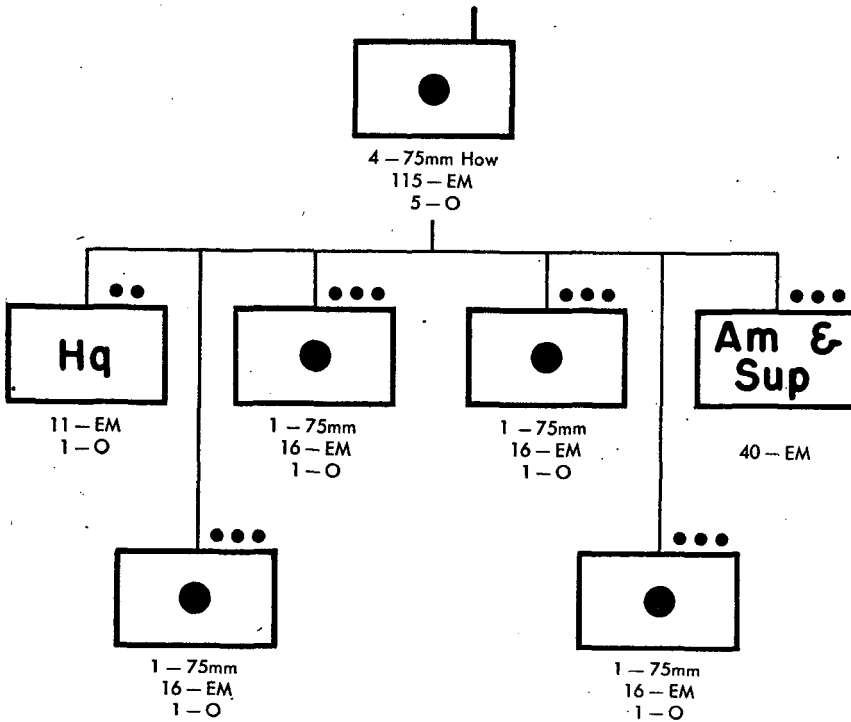 4 — 75mm How
115 — EM
5 — O
Hq
11 — EM
1 — O
1 — 75mm
16 — EM
1 — O
1 — 75mm
16 — EM
1 — O
Am &
Sup
40 — EM
1 — 75mm
16 — EM
1 — O
1 — 75mm
16 — EM
1 — O